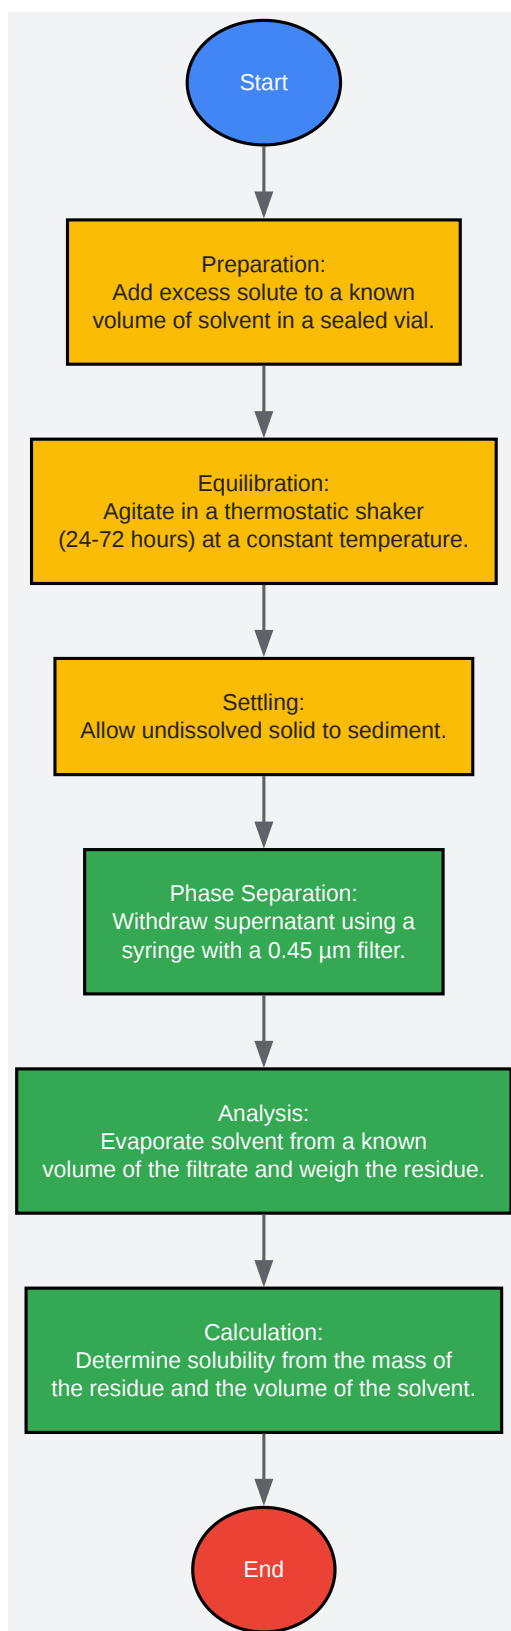 Start
Preparation:
Add excess solute to a known
volume of solvent in a sealed vial.
Equilibration:
Agitate in a thermostatic shaker
(24-72 hours) at a constant temperature.
Settling:
Allow undissolved solid to sediment.
Phase Separation:
Withdraw supernatant using a
syringe with a 0.45 µm filter.
Analysis:
Evaporate solvent from a known
volume of the filtrate and weigh the residue.
Calculation:
Determine solubility from the mass of
the residue and the volume of the solvent.
End